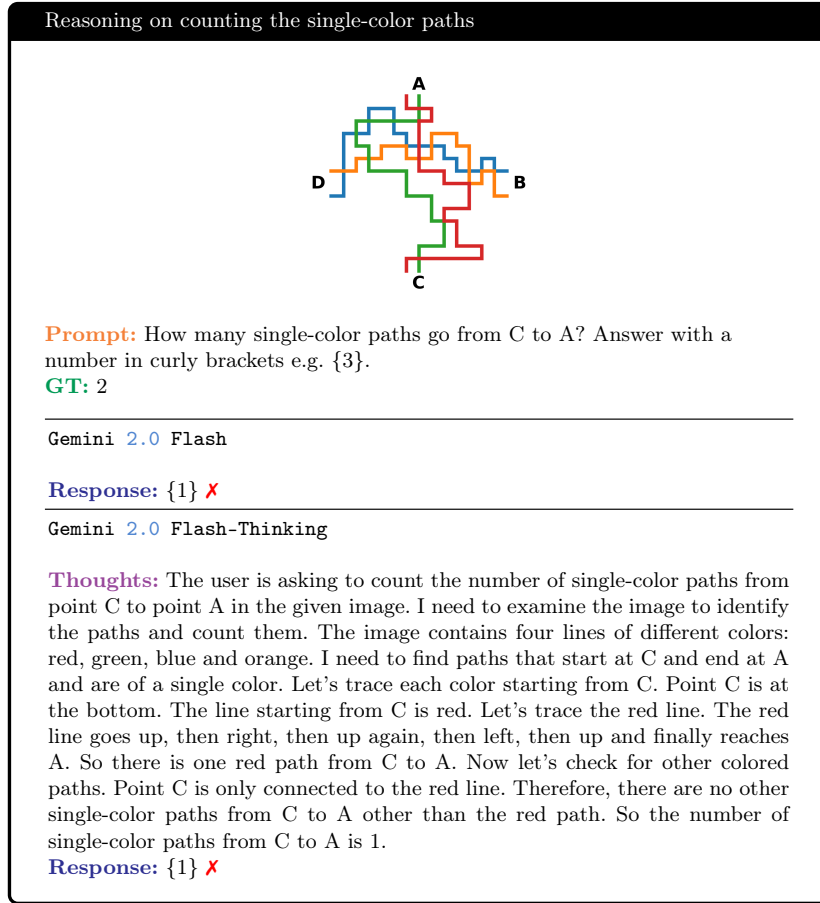 Reasoning on counting the single-color paths
A
D
B
C
Prompt: How many single-color paths go from C to A? Answer with a
number in curly brackets e.g. {3}.
GT: 2
Gemini 2.0 Flash
Response: {1} ✗
Gemini 2.0 Flash-Thinking
Thoughts: The user is asking to count the number of single-color paths from
point C to point A in the given image. I need to examine the image to identify
the paths and count them. The image contains four lines of different colors:
red, green, blue and orange. I need to find paths that start at C and end at A
and are of a single color. Let's trace each color starting from C. Point C is at
the bottom. The line starting from C is red. Let's trace the red line. The red
line goes up, then right, then up again, then left, then up and finally reaches
A. So there is one red path from C to A. Now let's check for other colored
paths. Point C is only connected to the red line. Therefore, there are no other
single-color paths from C to A other than the red path. So the number of
single-color paths from C to A is 1.
Response: {1} ✗